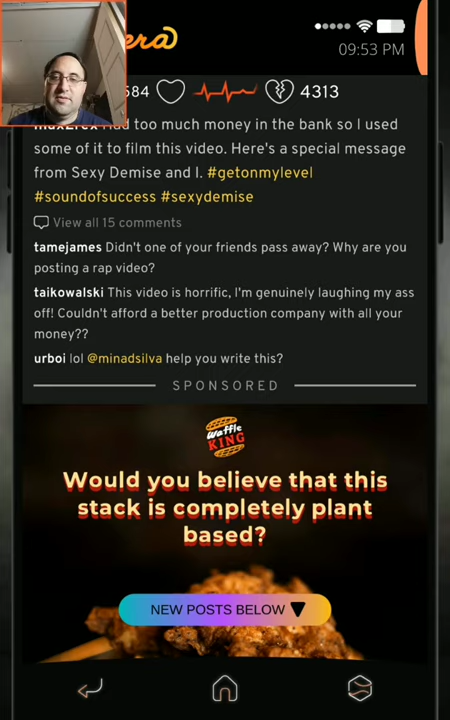 era
09:53 PM
584
4313
max2rex Had too much money in the bank so I used
some of it to film this video. Here's a special message
from Sexy Demise and I. #getonmylevel
#soundofsuccess #sexydemise
View all 15 comments
tamejames Didn't one of your friends pass away? Why are you
posting a rap video?
taikowalski This video is horrific, I'm genuinely laughing my ass
off! Couldn't afford a better production company with all your
money??
urboi lol @minadsilva help you write this?
SPONSORED
Waffle
KING
Would you believe that this
stack is completely plant
based?
NEW POSTS BELOW